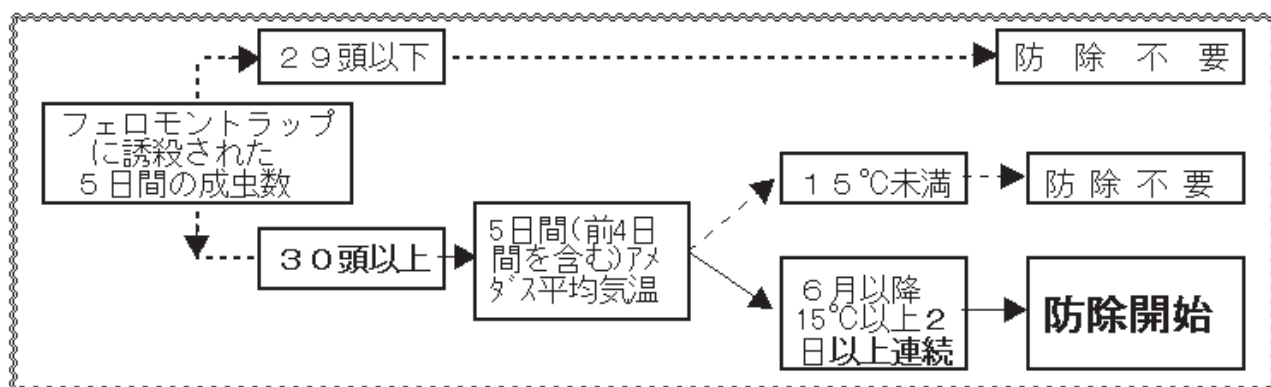 ２９頭以下
防除不要
フェロモントラップ
に誘殺された
５日間の成虫数
１５℃未満
防除不要
３０頭以上
5日間(前4日
間を含む)ｱﾒ
ﾀﾞｽ平均気温
６月以降
15℃以上２
日以上連続
防除開始